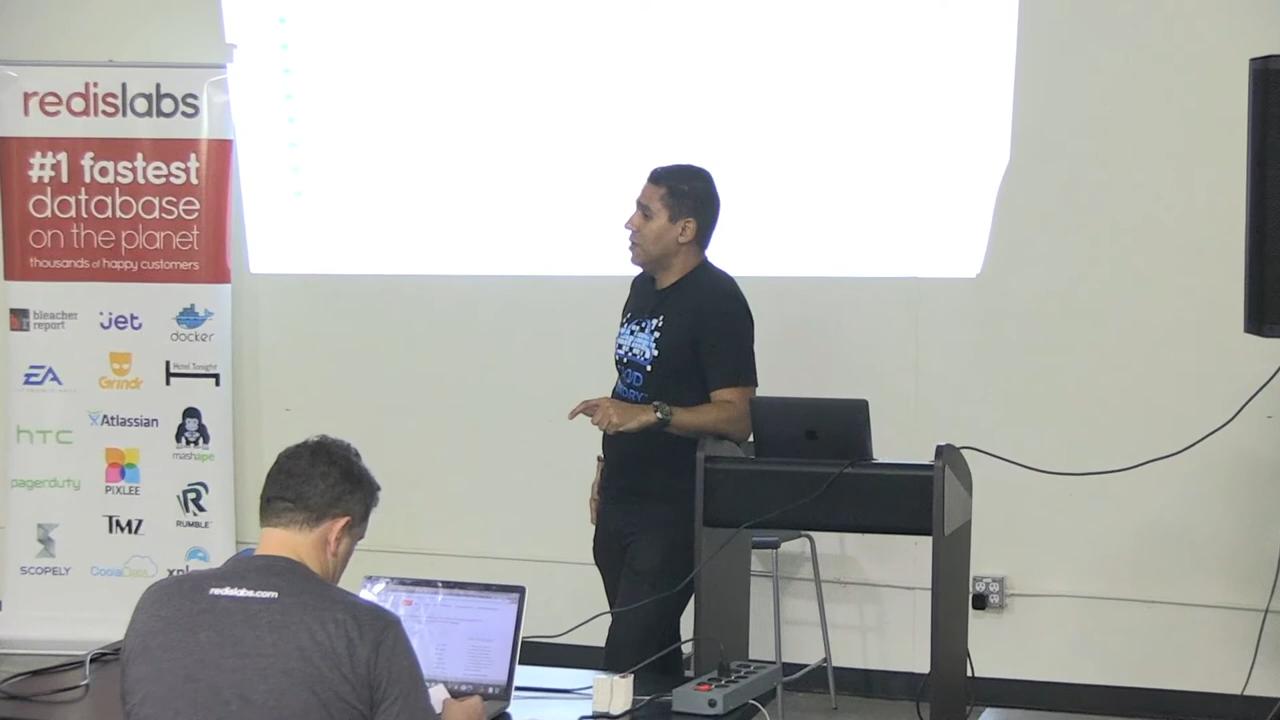 redislabs
#1 fastest
database
on the planet
thousands of happy customers
bleacher report
jet
docker
EA
Grindr
Hotel Tonight
hTC
Atlassian
mashape
pagerduty
PIXLEE
RUMBLE
TMZ
SCOPELY
redislabs.com